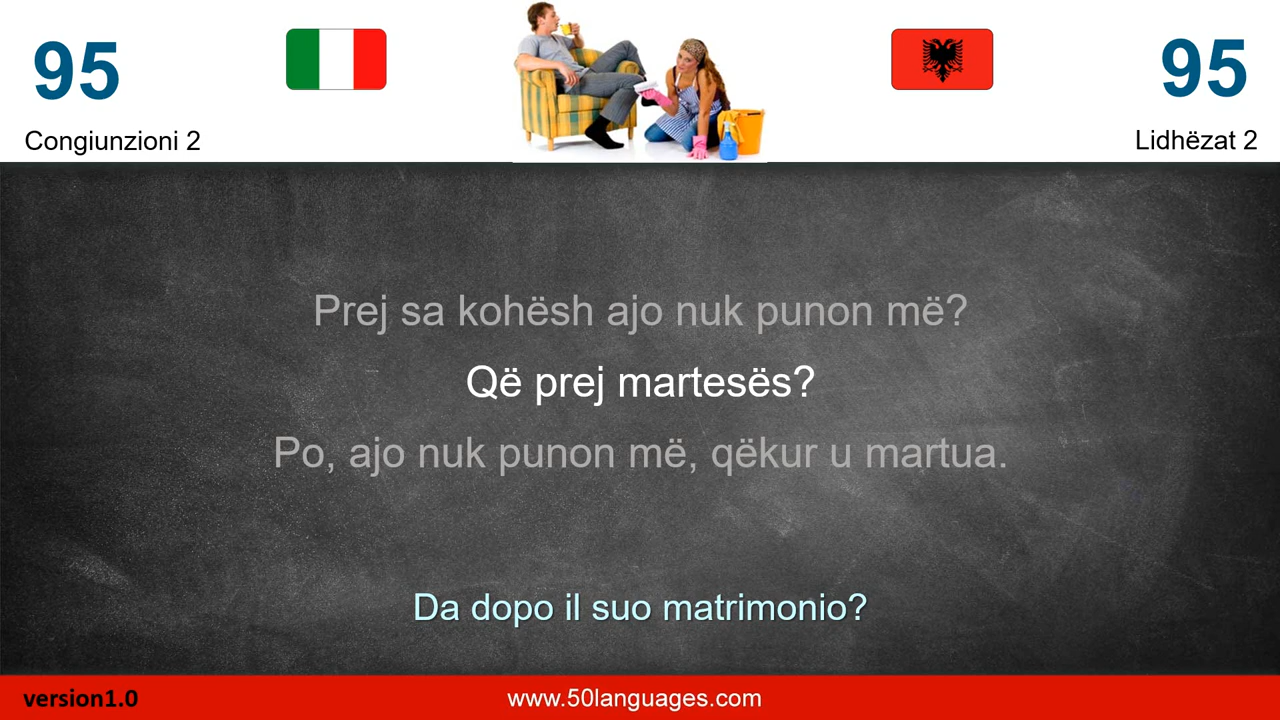 95
95
Congiunzioni 2
Lidhëzat 2
Prej sa kohësh ajo nuk punon më?
Që prej martesës?
Po, ajo nuk punon më, qëkur u martua.
Da dopo il suo matrimonio?
version1.0
www.50languages.com